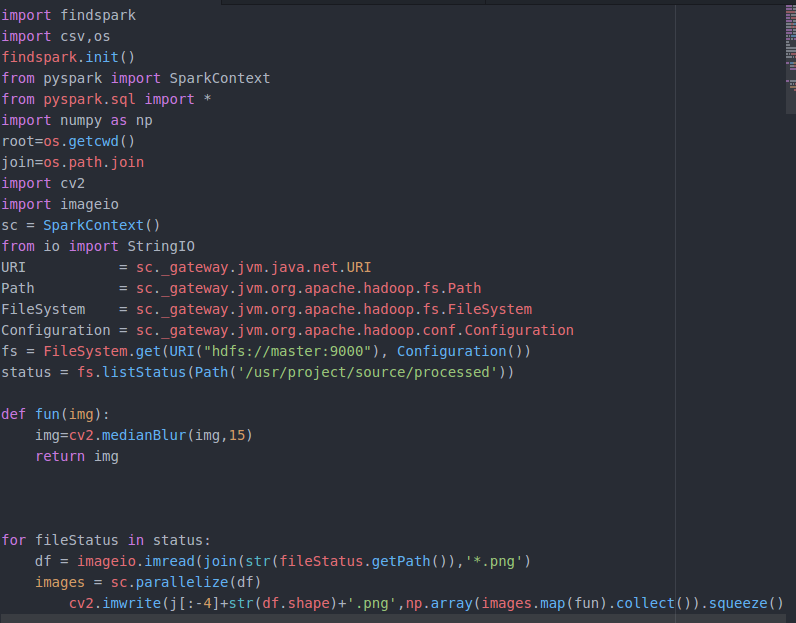 import findspark
import csv,os
findspark.init()
from pyspark import SparkContext
from pyspark.sql import *
import numpy as np
root=os.getcwd()
join=os.path.join
import cv2
import imageio
sc = SparkContext()
from io import StringIO
URI           = sc._gateway.jvm.java.net.URI
Path          = sc._gateway.jvm.org.apache.hadoop.fs.Path
FileSystem    = sc._gateway.jvm.org.apache.hadoop.fs.FileSystem
Configuration = sc._gateway.jvm.org.apache.hadoop.conf.Configuration
fs = FileSystem.get(URI("hdfs://master:9000"), Configuration())
status = fs.listStatus(Path('/usr/project/source/processed'))
def fun(img):
    img=cv2.medianBlur(img,15)
    return img
for fileStatus in status:
    df = imageio.imread(join(str(fileStatus.getPath()),'*.png')
    images = sc.parallelize(df)
        cv2.imwrite(j[:-4]+str(df.shape)+'.png',np.array(images.map(fun).collect()).squeeze()